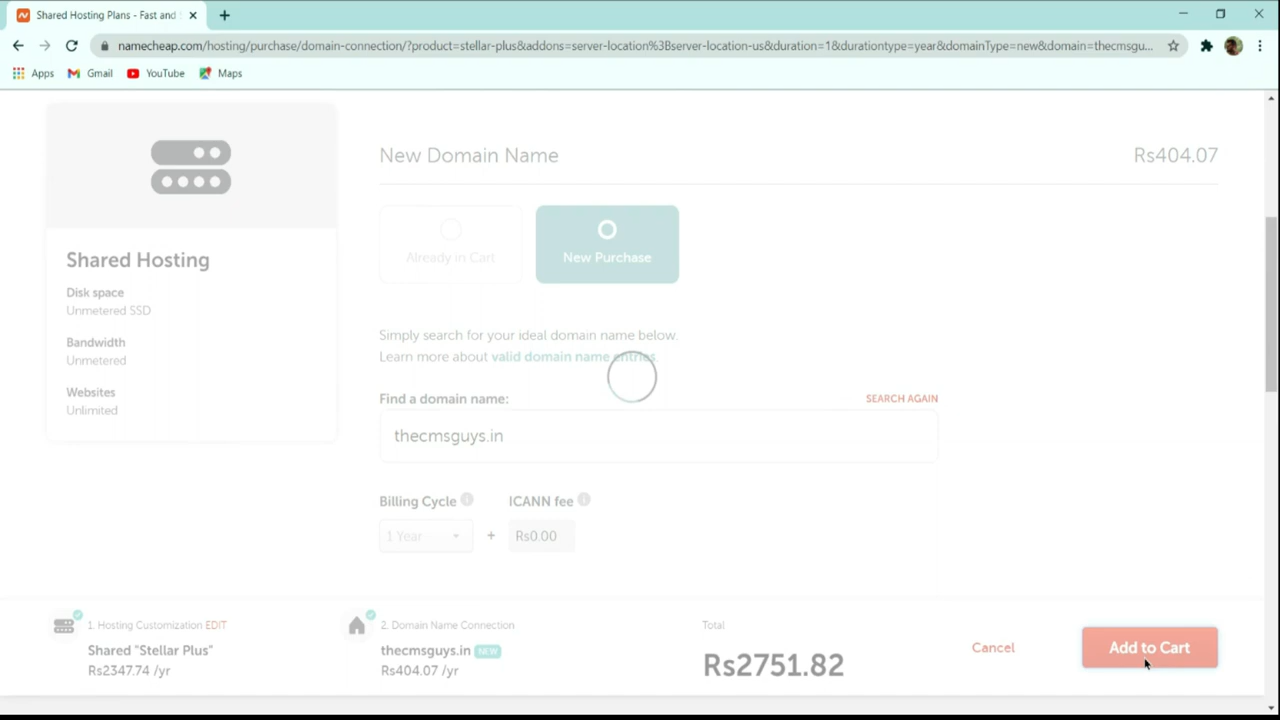 Shared Hosting Plans - Fast and
namecheap.com/hosting/purchase/domain-connection/?product=stellar-plus&addons=server-location%3Bserver-location-us&duration=1&durationtype=year&domainType=new&domain=thecmsgu...
Apps Gmail YouTube Maps
New Domain Name Rs404.07
Already in Cart New Purchase
Shared Hosting
Disk space
Unmetered SSD
Bandwidth
Unmetered
Websites
Unlimited
Simply search for your ideal domain name below.
Learn more about valid domain name entries.
Find a domain name: SEARCH AGAIN
thecmsguys.in
Billing Cycle ICANN fee
1 Year + Rs0.00
1. Hosting Customization EDIT
Shared "Stellar Plus"
Rs2347.74 /yr
2. Domain Name Connection
thecmsguys.in NEW
Rs404.07 /yr
Total
Rs2751.82
Cancel
Add to Cart